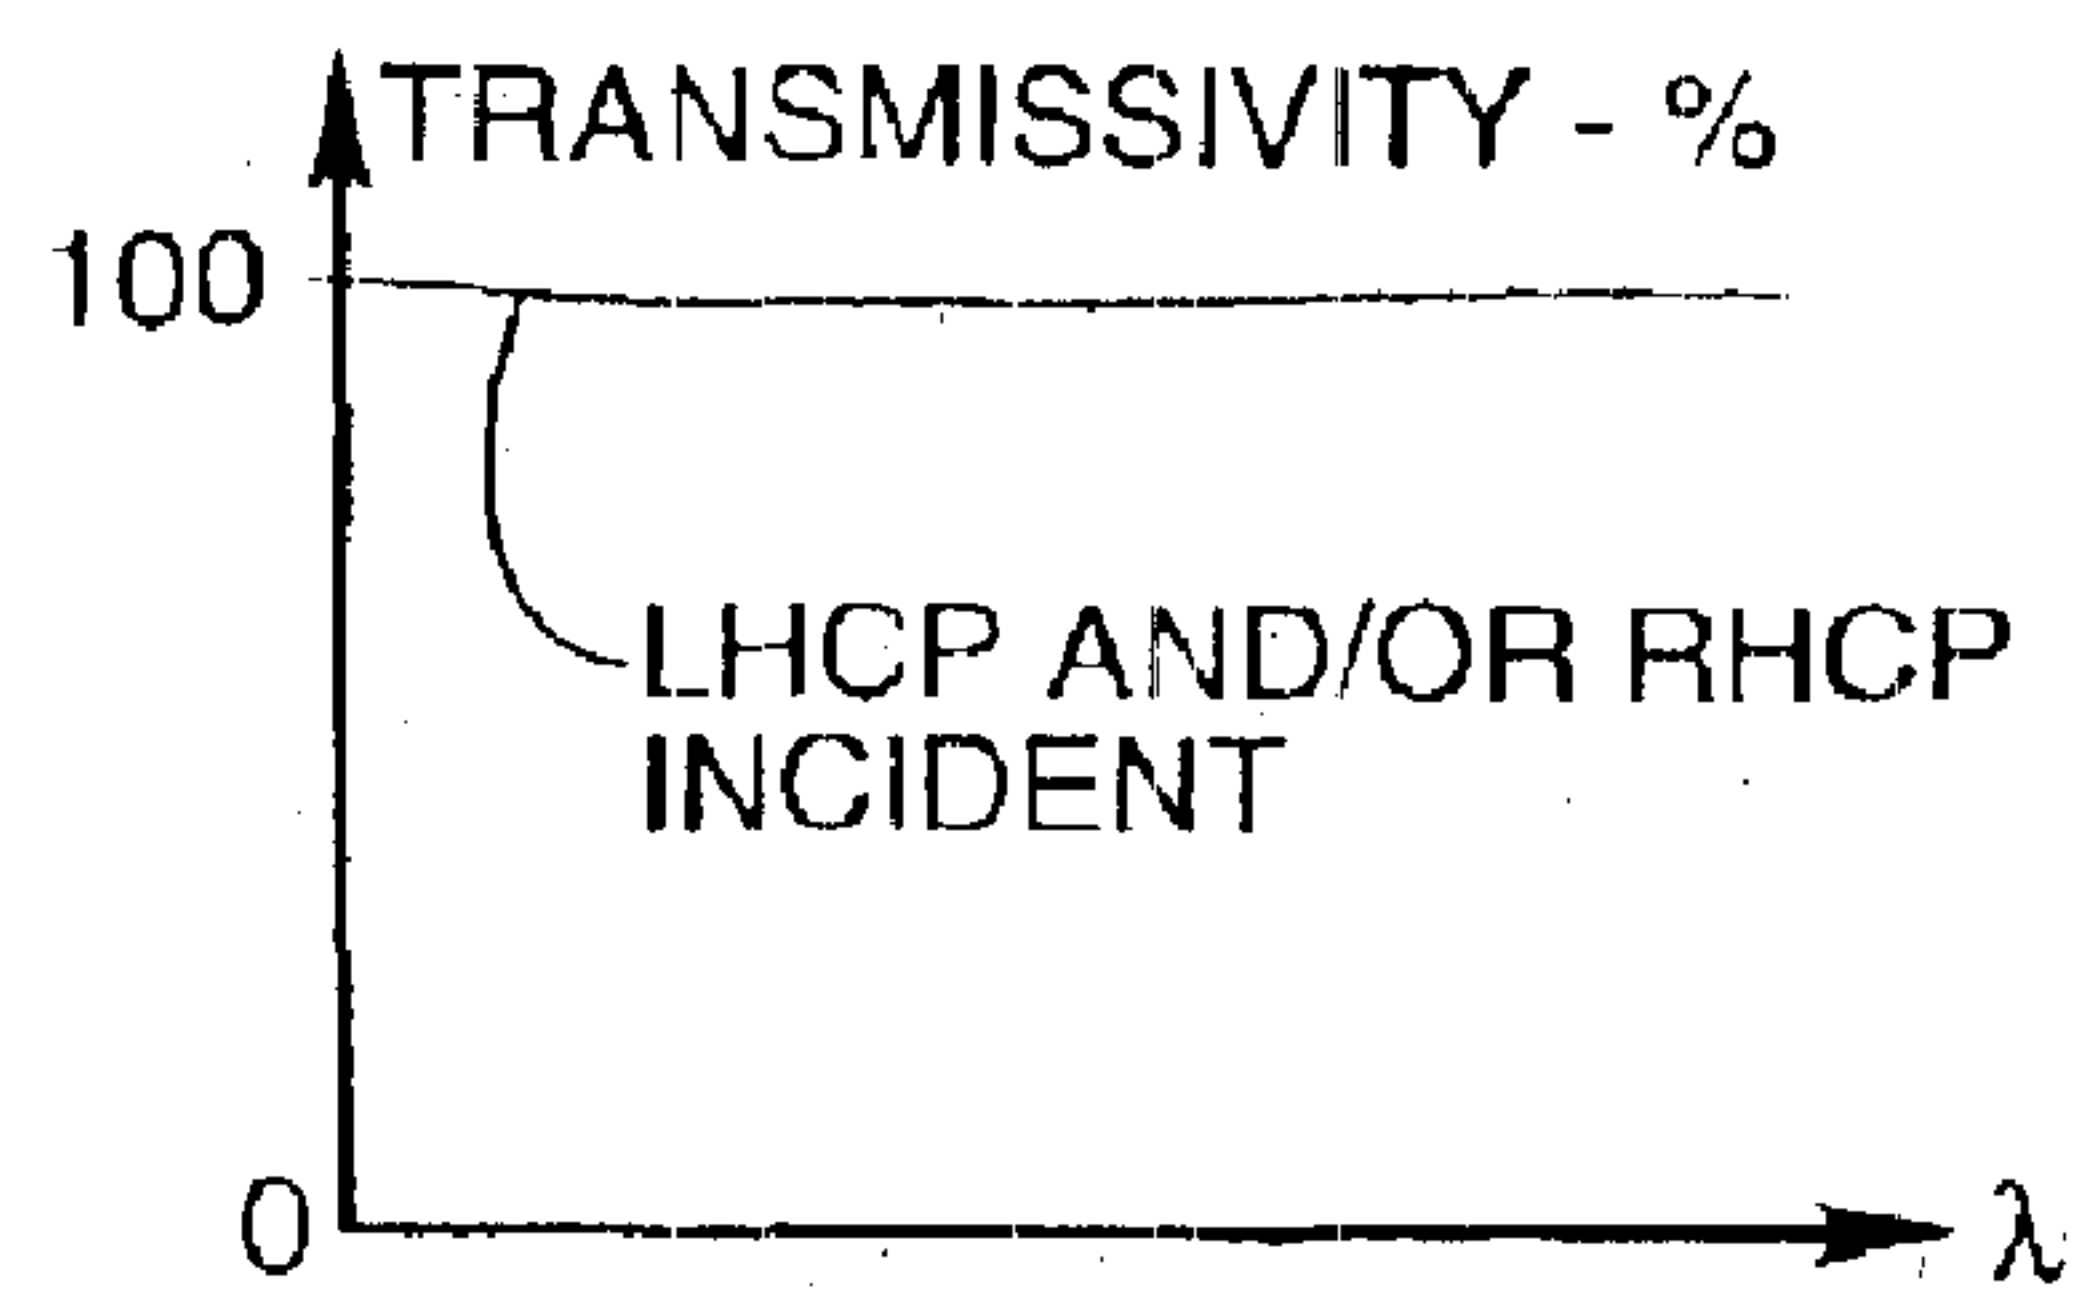 TRANSMISSIVITY - %
100
LHCP AND/OR RHCP
INCIDENT
0
λ